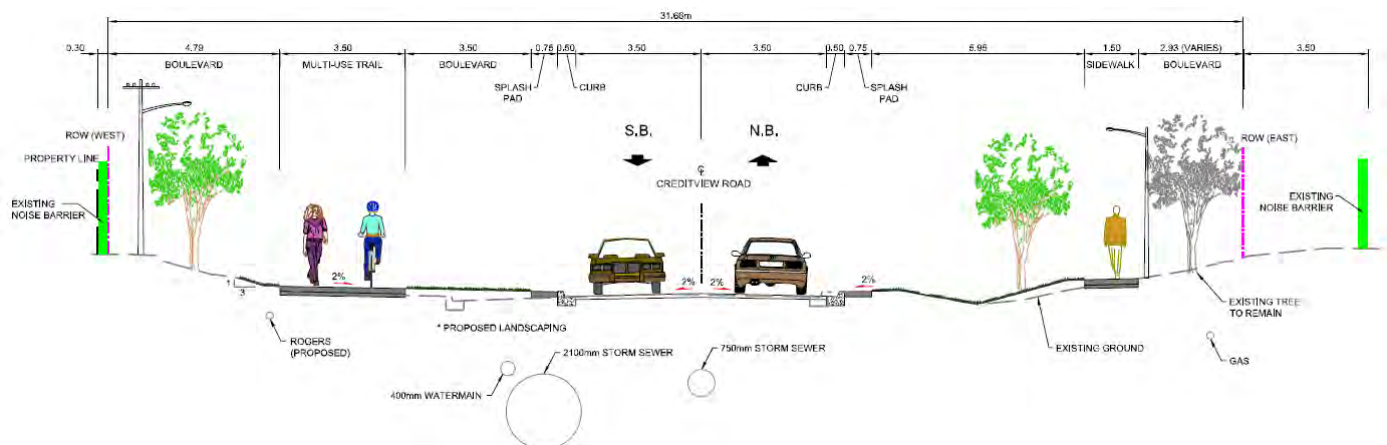 31.68m
0.30 4.79 3.50 3.50 0.75 0.50 3.50 3.50 0.50 0.75 5.95 1.50 2.93 (VARIES) 3.50
BOULEVARD MULTI-USE TRAIL BOULEVARD SIDEWALK BOULEVARD
SPLASH
PAD
CURB
CURB
SPLASH
PAD
ROW (WEST)
PROPERTY LINE
EXISTING
NOISE BARRIER
S.B.
N.B.
CL
CREDITVIEW ROAD
ROW (EAST)
EXISTING
NOISE BARRIER
1
3
2%
2%
2%
2%
* PROPOSED LANDSCAPING
ROGERS
(PROPOSED)
2100mm STORM SEWER
400mm WATERMAIN
750mm STORM SEWER
EXISTING GROUND
EXISTING TREE
TO REMAIN
GAS